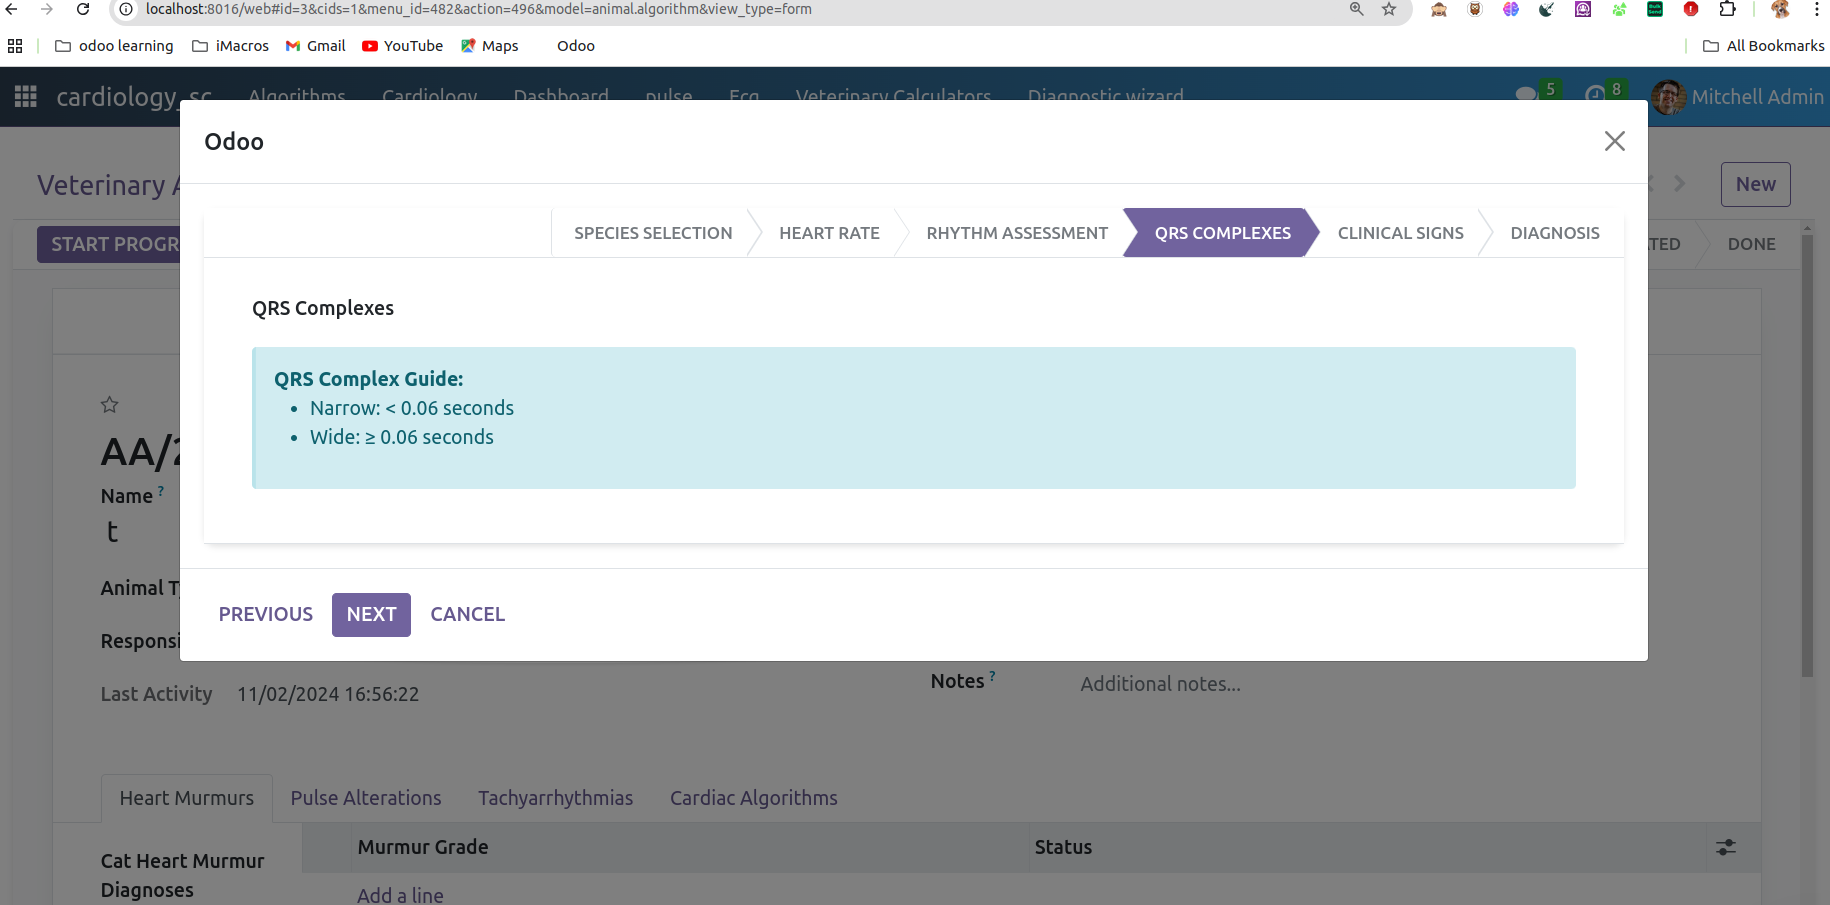 localhost:8016/web#id=3&cids=1&menu_id=482&action=496&model=animal.algorithm&view_type=form
odoo learning iMacros Gmail YouTube Maps Odoo All Bookmarks
cardiology_sc Algorithms Cardiology Dashboard pulse Ecg Veterinary Calculators Diagnostic wizard 5 8 Mitchell Admin
Odoo
Veterinary A New
START PROGR TED DONE
SPECIES SELECTION HEART RATE RHYTHM ASSESSMENT QRS COMPLEXES CLINICAL SIGNS DIAGNOSIS
QRS Complexes
QRS Complex Guide:
• Narrow: < 0.06 seconds
• Wide: ≥ 0.06 seconds
AA/2
Name ?
t
Animal T
Responsi
PREVIOUS NEXT CANCEL
Last Activity 11/02/2024 16:56:22
Notes ? Additional notes...
Heart Murmurs Pulse Alterations Tachyarrhythmias Cardiac Algorithms
Murmur Grade Status
Cat Heart Murmur
Diagnoses
Add a line